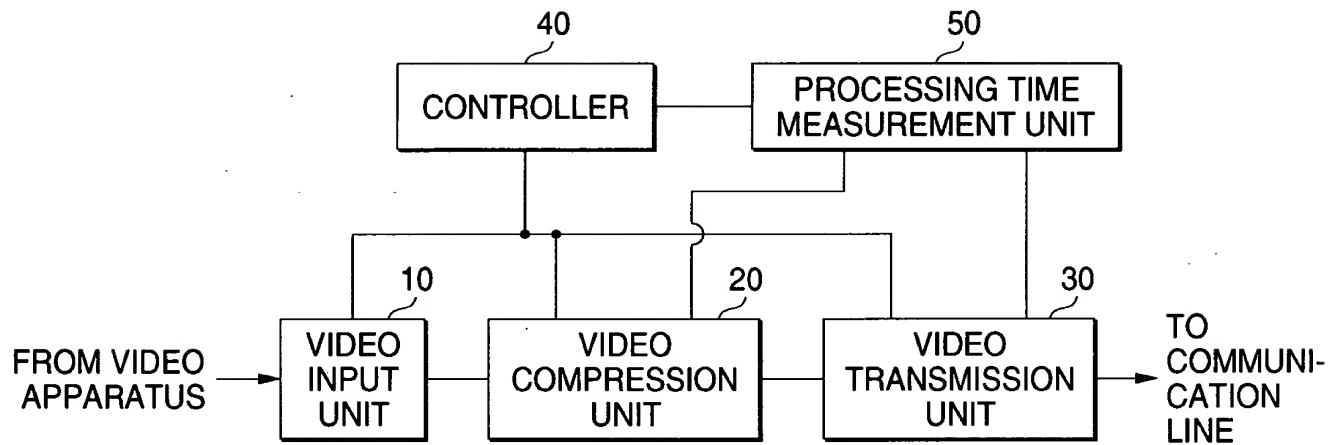 40
CONTROLLER
50
PROCESSING TIME
MEASUREMENT UNIT
FROM VIDEO
APPARATUS
10
VIDEO
INPUT
UNIT
20
VIDEO
COMPRESSION
UNIT
30
VIDEO
TRANSMISSION
UNIT
TO
COMMUNI-
CATION
LINE